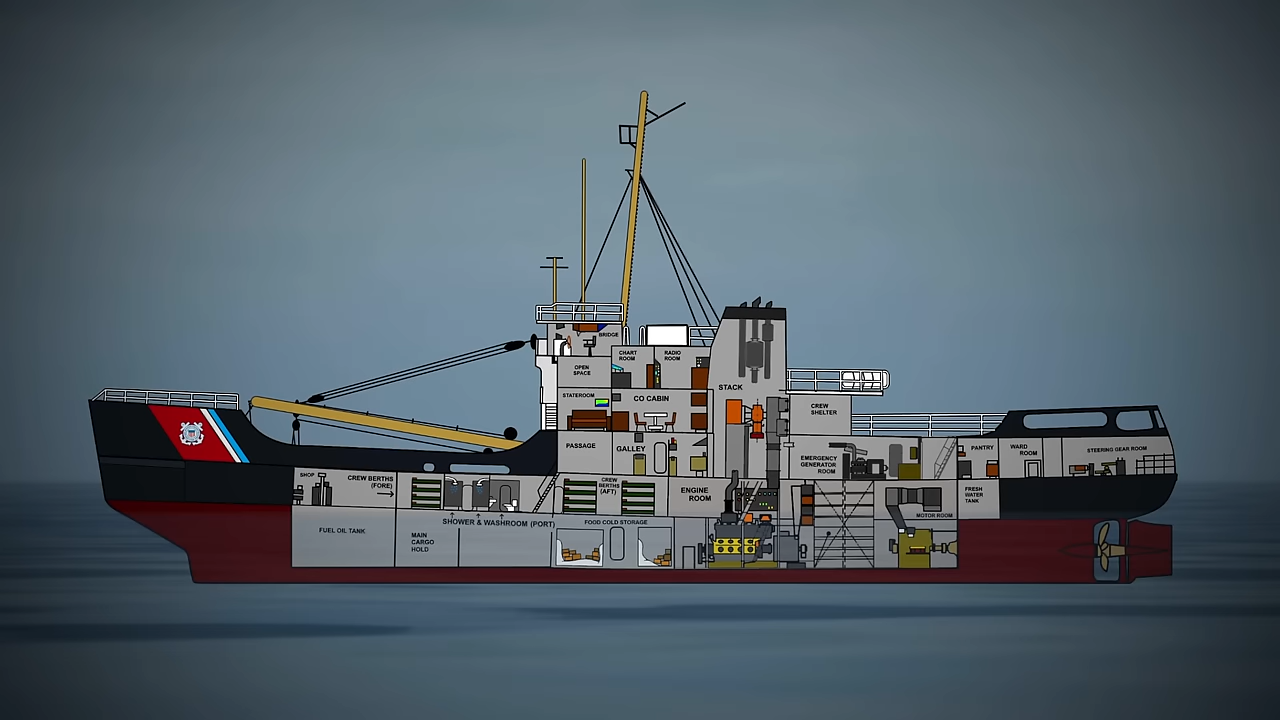 BRIDGE
CHART
ROOM
RADIO
ROOM
OPEN
SPACE
STACK
STATEROOM
CO CABIN
CREW
SHELTER
PASSAGE
GALLEY
EMERGENCY
GENERATOR
ROOM
PANTRY
WARD
ROOM
STEERING GEAR ROOM
SHOP
CREW BERTHS
(FORE)
CREW
BERTHS
(AFT)
ENGINE
ROOM
FRESH
WATER
TANK
MOTOR ROOM
SHOWER & WASHROOM (PORT)
FOOD COLD STORAGE
FUEL OIL TANK
MAIN
CARGO
HOLD